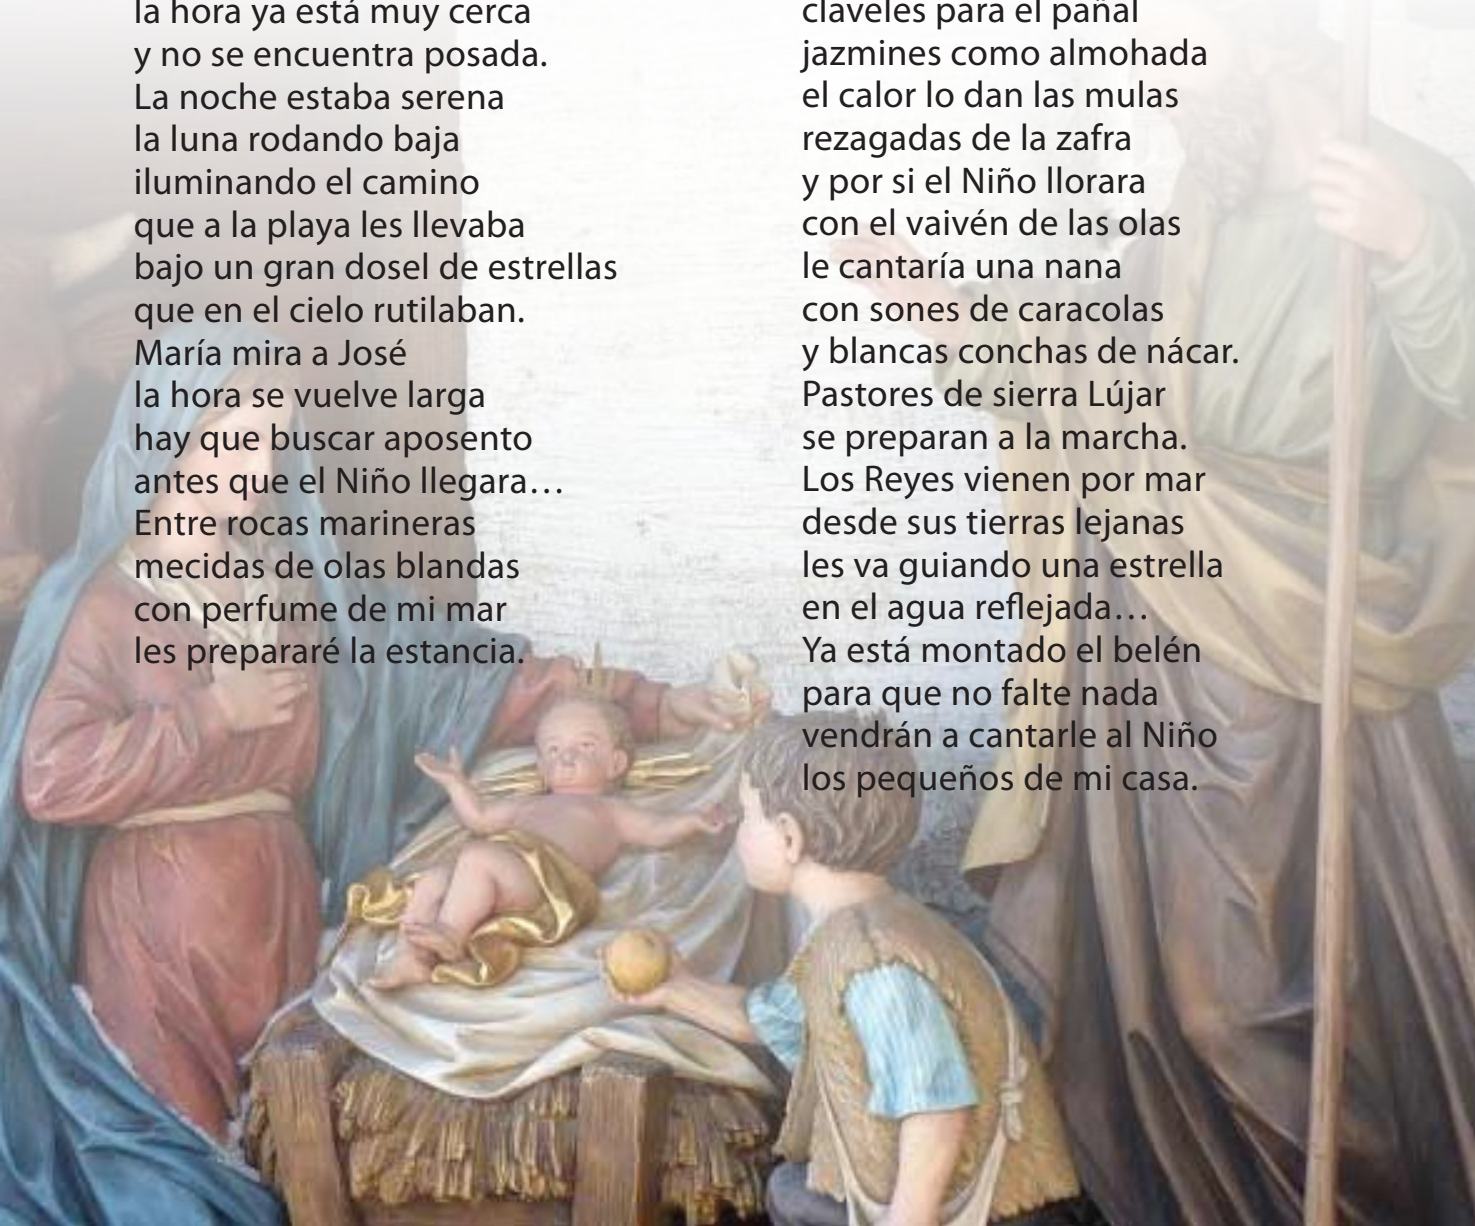 la hora ya está muy cerca
y no se encuentra posada.
La noche estaba serena
la luna rodando baja
iluminando el camino
que a la playa les llevaba
bajo un gran dosel de estrellas
que en el cielo rutilaban.
María mira a José
la hora se vuelve larga
hay que buscar aposento
antes que el Niño llegara…
Entre rocas marineras
mecidas de olas blandas
con perfume de mi mar
les prepararé la estancia.
claveles para el pañal
jazmines como almohada
el calor lo dan las mulas
rezagadas de la zafra
y por si el Niño llorara
con el vaivén de las olas
le cantaría una nana
con sones de caracolas
y blancas conchas de nácar.
Pastores de sierra Lújar
se preparan a la marcha.
Los Reyes vienen por mar
desde sus tierras lejanas
les va guiando una estrella
en el agua reflejada…
Ya está montado el belén
para que no falte nada
vendrán a cantarle al Niño
los pequeños de mi casa.